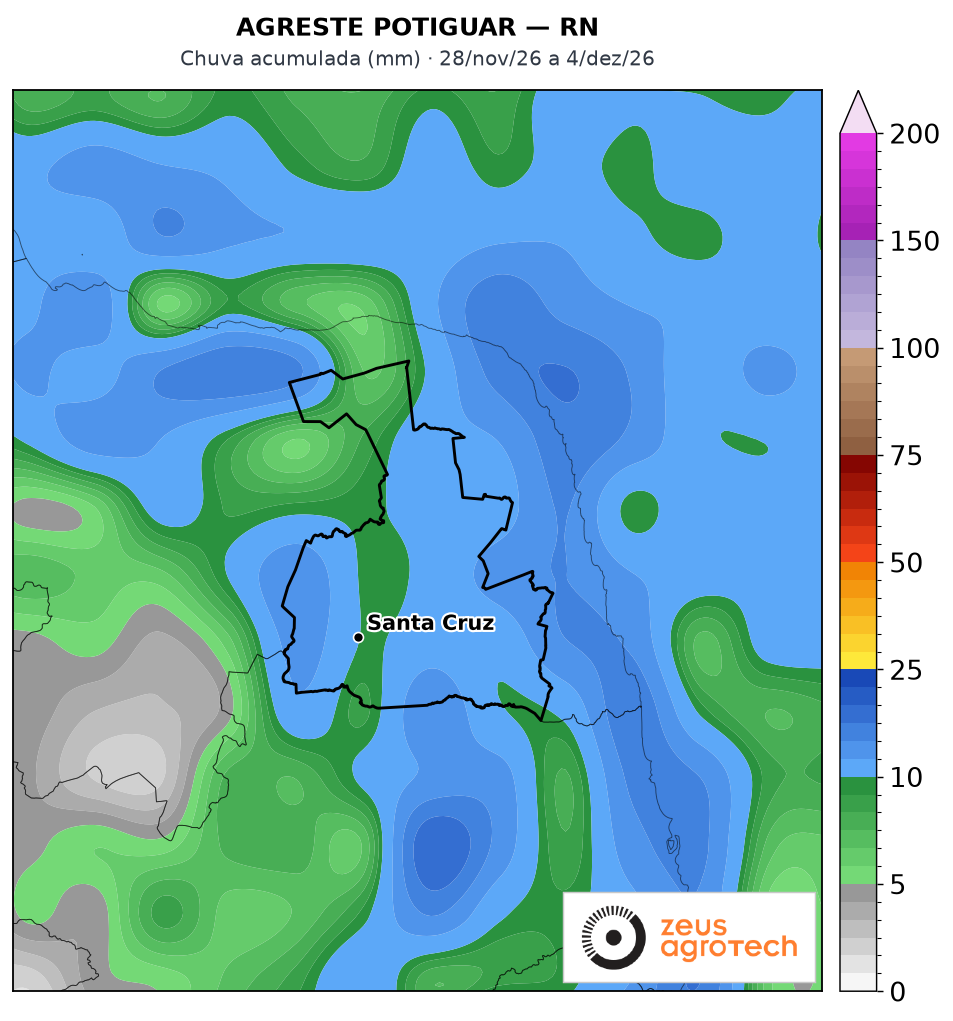 AGRESTE POTIGUAR — RN
Chuva acumulada (mm) · 28/nov/26 a 4/dez/26
200
150
100
75
50
25
10
5
0
Santa Cruz
zeus
agrotech